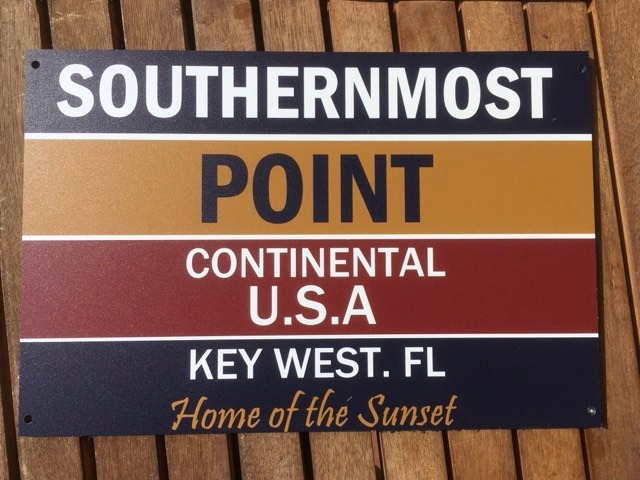 SOUTHERNMOST
POINT
CONTINENTAL
U.S.A
KEY WEST. FL
Home of the Sunset